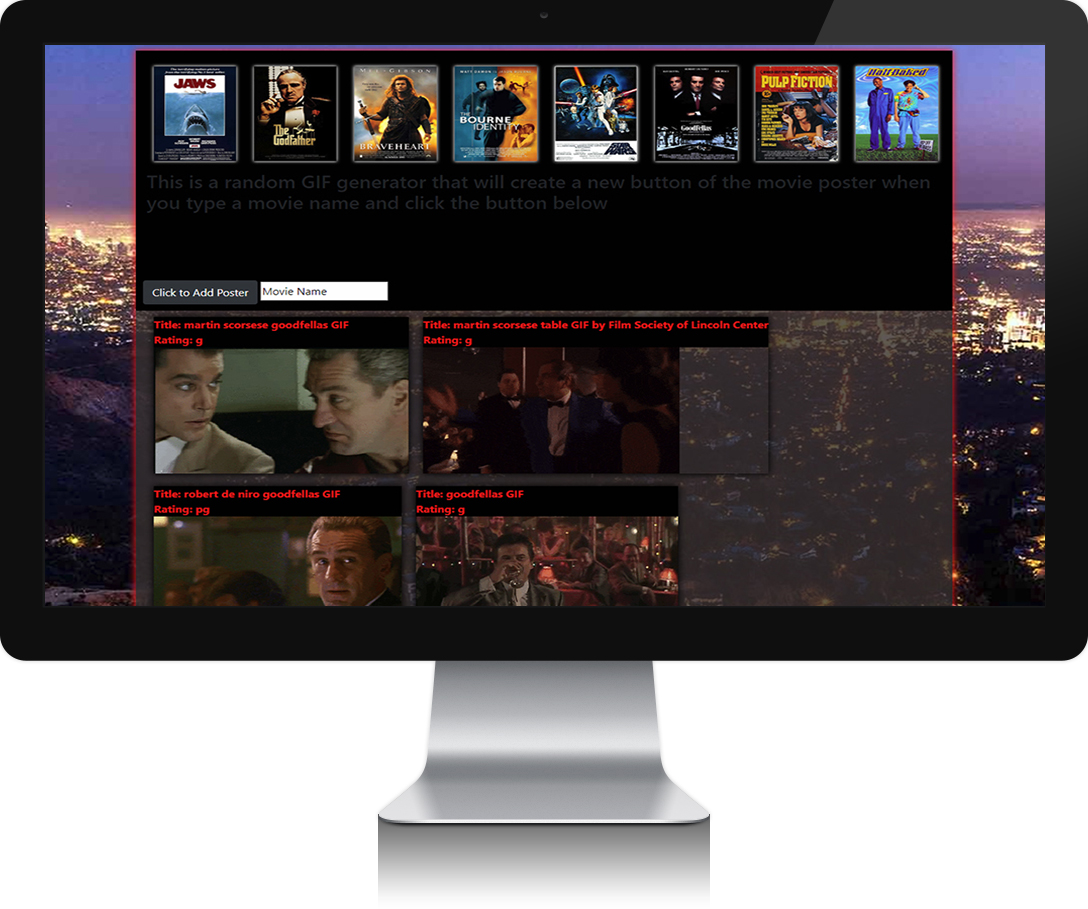 JAWS
The Godfather
MEL GIBSON
BRAVEHEART
MATT DAMON IS JASON BOURNE
THE BOURNE IDENTITY
STAR WARS
GoodFellas
PULP FICTION
Half Baked
This is a random GIF generator that will create a new button of the movie poster when
you type a movie name and click the button below
Click to Add Poster
Movie Name
Title: martin scorsese goodfellas GIF
Rating: g
Title: martin scorsese table GIF by Film Society of Lincoln Center
Rating: g
Title: robert de niro goodfellas GIF
Rating: pg
Title: goodfellas GIF
Rating: g